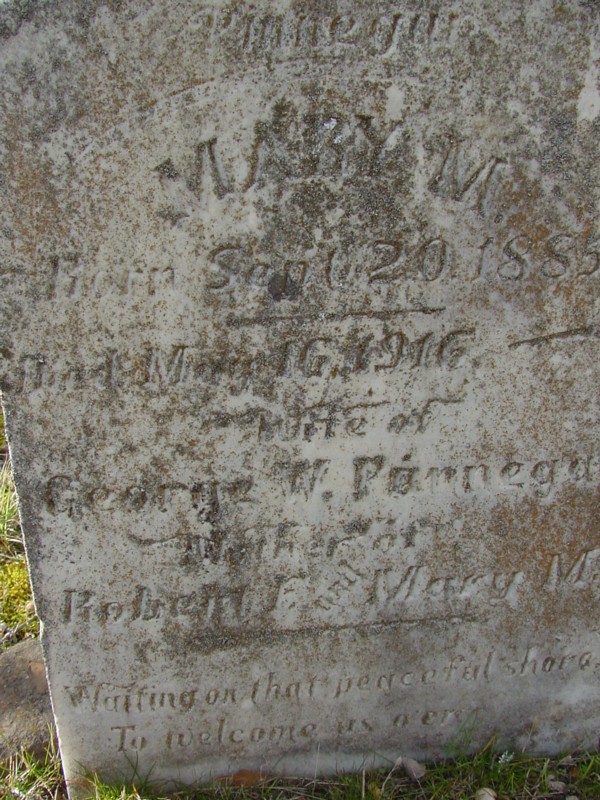 MARY M.
Born Sept. 20 1885
Died May 16, 1916
Wife of
George W.
Mother of
Robert F. and Mary M.
Waiting on that peaceful shore,
To welcome us o'er.